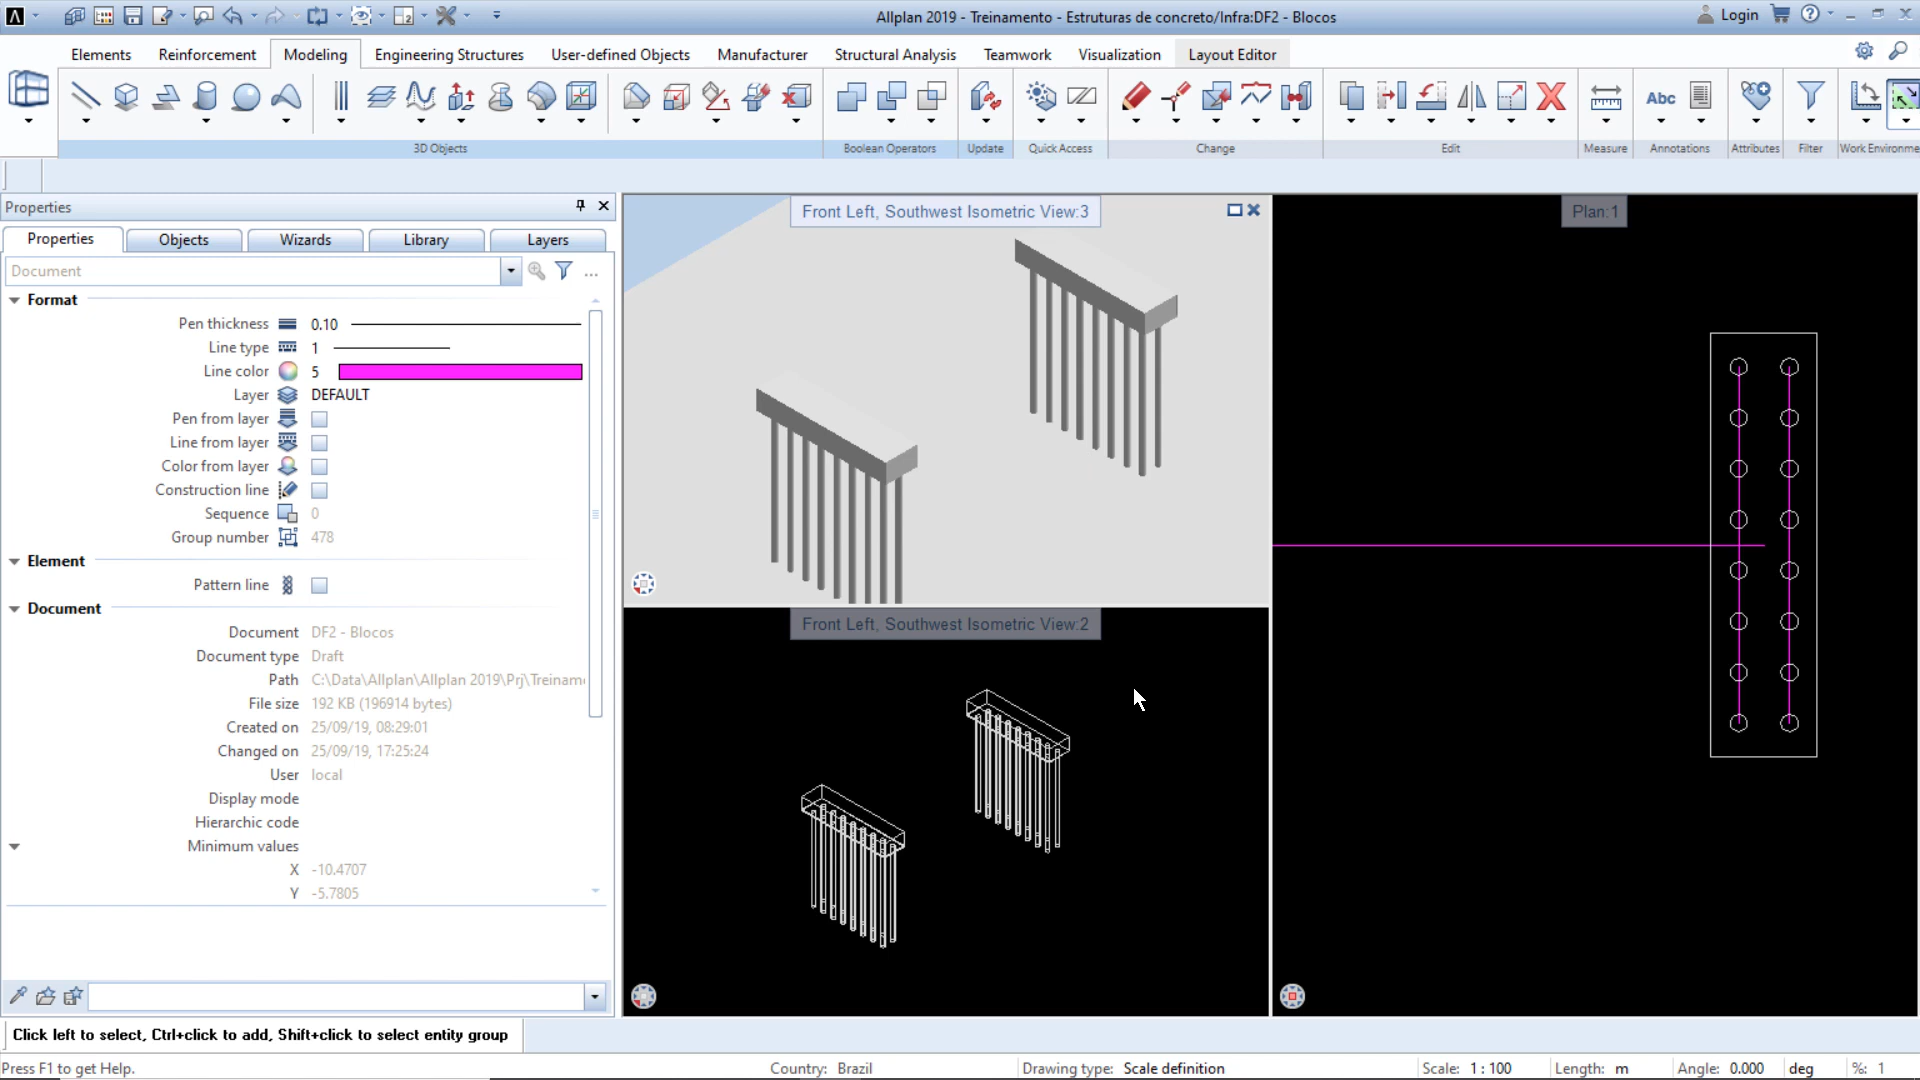 Allplan 2019 - Treinamento - Estruturas de concreto/Infra:DF2 - Blocos
Login
Elements
Reinforcement
Modeling
Engineering Structures
User-defined Objects
Manufacturer
Structural Analysis
Teamwork
Visualization
Layout Editor
Abc
3D Objects
Boolean Operators
Update
Quick Access
Change
Edit
Measure
Annotations
Attributes
Filter
Work Environme
Properties
Properties
Objects
Wizards
Library
Layers
Document
Format
Pen thickness 0.10
Line type 1
Line color 5
Layer DEFAULT
Pen from layer
Line from layer
Color from layer
Construction line
Sequence 0
Group number 478
Element
Pattern line
Document
Document DF2 - Blocos
Document type Draft
Path C:\Data\Allplan\Allplan 2019\Prj\Treiname
File size 192 KB (196914 bytes)
Created on 25/09/19, 08:29:01
Changed on 25/09/19, 17:25:24
User local
Display mode
Hierarchic code
Minimum values
X -10.4707
Y -5.7805
Front Left, Southwest Isometric View:3
Front Left, Southwest Isometric View:2
Plan:1
Click left to select, Ctrl+click to add, Shift+click to select entity group
Press F1 to get Help.
Country: Brazil
Drawing type: Scale definition
Scale: 1 : 100
Length: m
Angle: 0.000 deg
%: 1